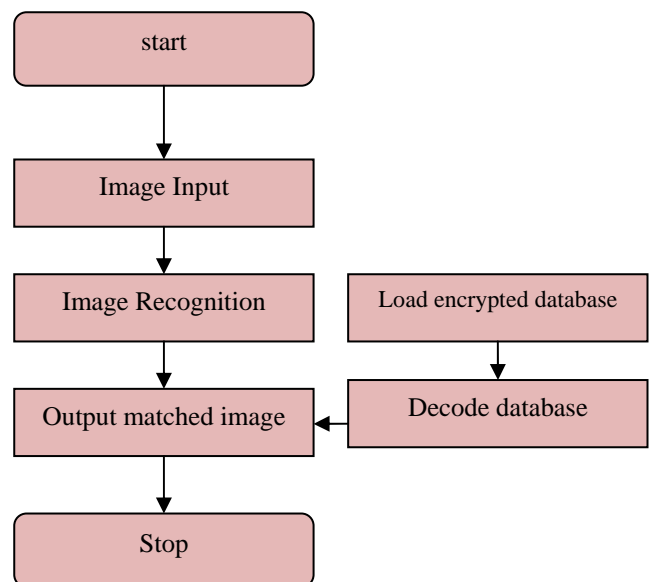 start
Image Input
Image Recognition
Load encrypted database
Output matched image
Decode database
Stop